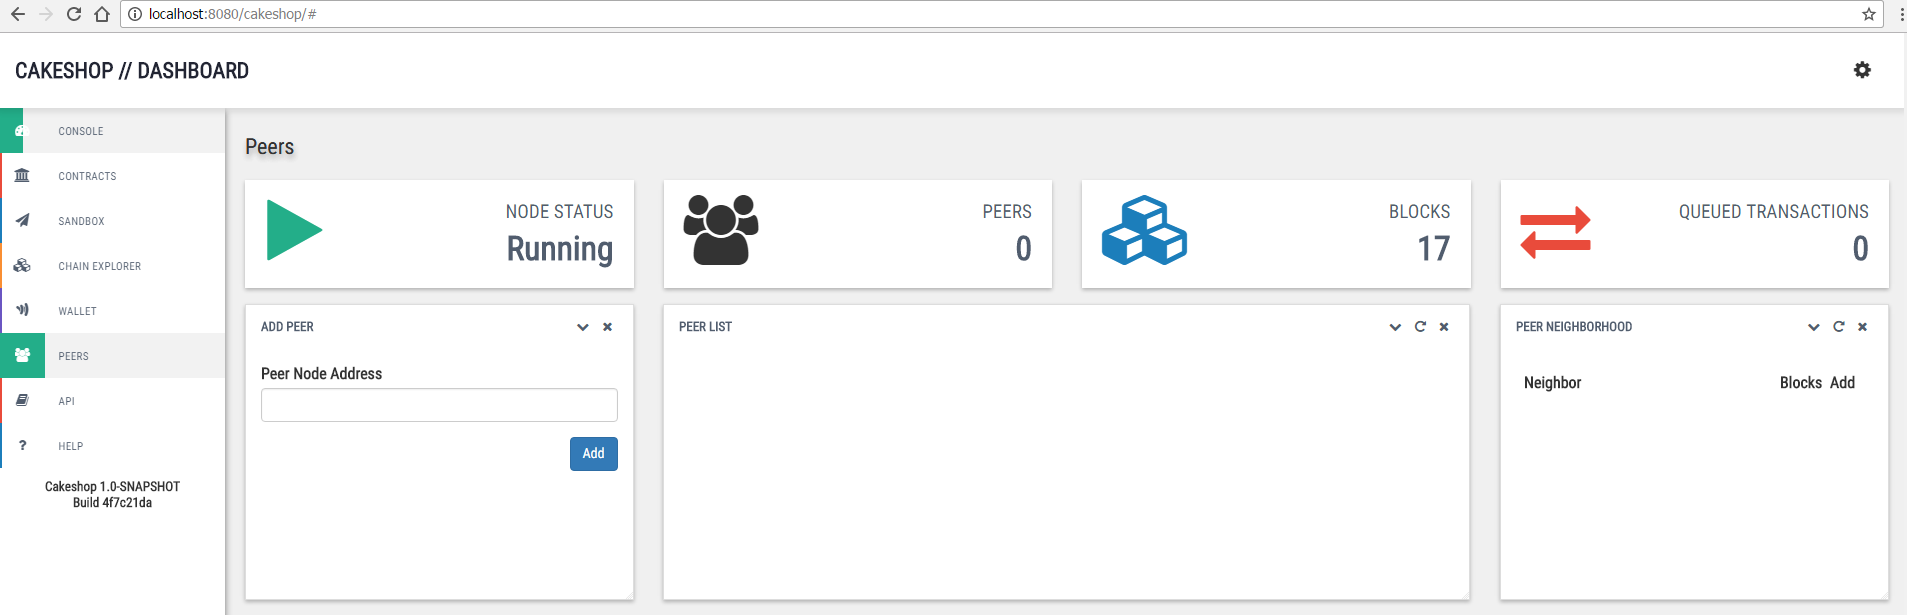 localhost:8080/cakeshop/#
CAKESHOP // DASHBOARD
CONSOLE
CONTRACTS
SANDBOX
CHAIN EXPLORER
WALLET
PEERS
API
? HELP
Cakeshop 1.0-SNAPSHOT
Build 4f7c21da
Peers
NODE STATUS
Running
PEERS
0
BLOCKS
17
QUEUED TRANSACTIONS
0
ADD PEER
Peer Node Address
Add
PEER LIST
PEER NEIGHBORHOOD
Neighbor Blocks Add